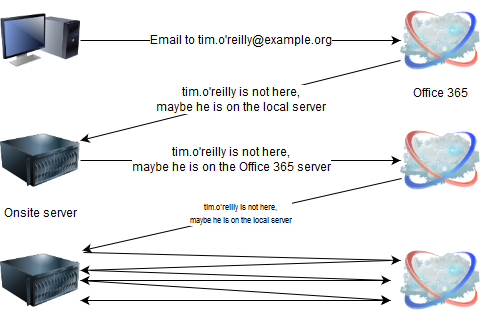 Email to tim.o'reilly@example.org
Office 365
tim.o'reilly is not here,
maybe he is on the local server
tim.o'reilly is not here,
maybe he is on the Office 365 server
Onsite server
tim.o'reilly is not here,
maybe he is on the local server